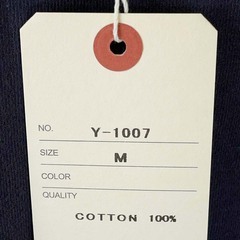 NO. Y-1007
SIZE M
COLOR
QUALITY
COTTON 100%